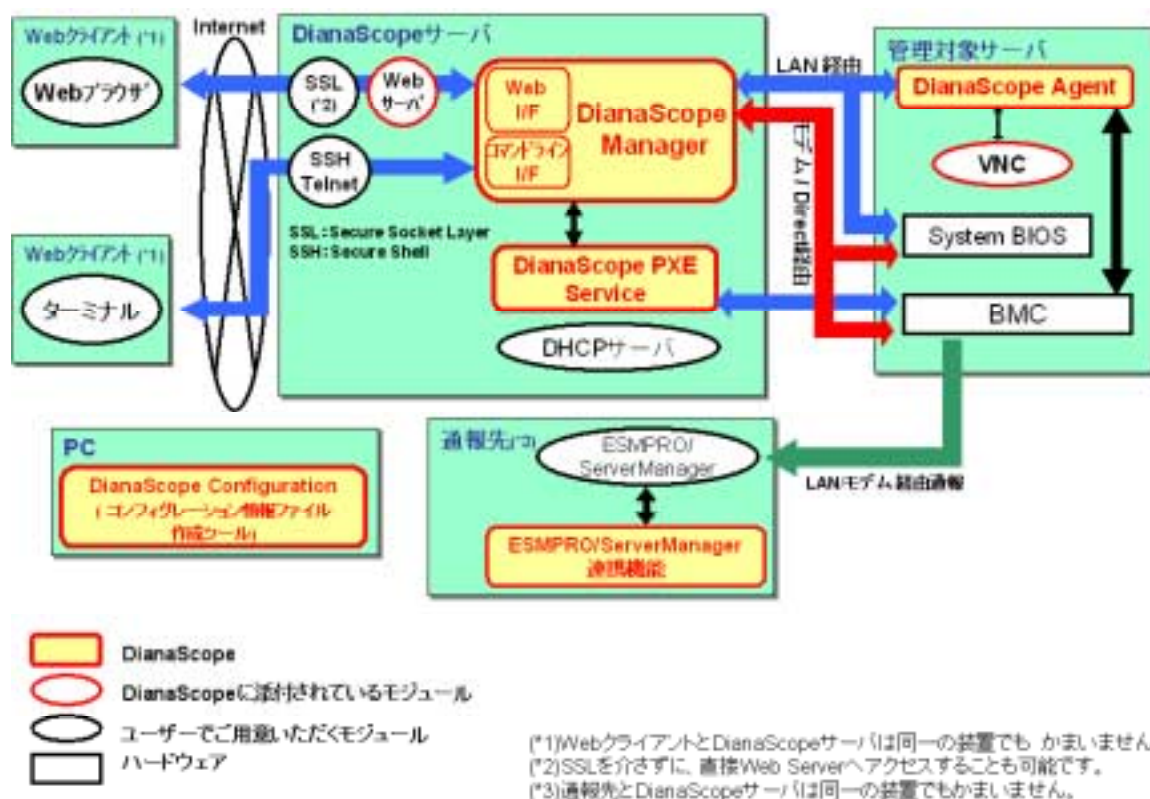 Webクライアント(*1)
Webブラウザ
Webクライアント(*1)
ターミナル
Internet
DianaScopeサーバ
SSL
(*2)
Web
サーバ
SSH
Telnet
Web
I/F
コマンドライン
I/F
DianaScope
Manager
SSL:Secure Socket Layer
SSH:Secure Shell
DianaScope PXE
Service
DHCPサーバ
LAN 経由
モデム / Direct経由
管理対象サーバ
DianaScope Agent
VNC
System BIOS
BMC
PC
DianaScope Configuration
(コンフィグレーション情報ファイル
作成ツール)
通報先(*3)
ESMPRO/
ServerManager
ESMPRO/ServerManager
連携機能
LAN/モデム 経由通報
DianaScope
DianaScopeに添付されているモジュール
ユーザーでご用意いただくモジュール
ハードウェア
(*1)WebクライアントとDianaScopeサーバは同一の装置でも かまいません
(*2)SSLを介さずに、直接Web Serverへアクセスすることも可能です。
(*3)通報先とDianaScopeサーバは同一の装置でもかまいません。